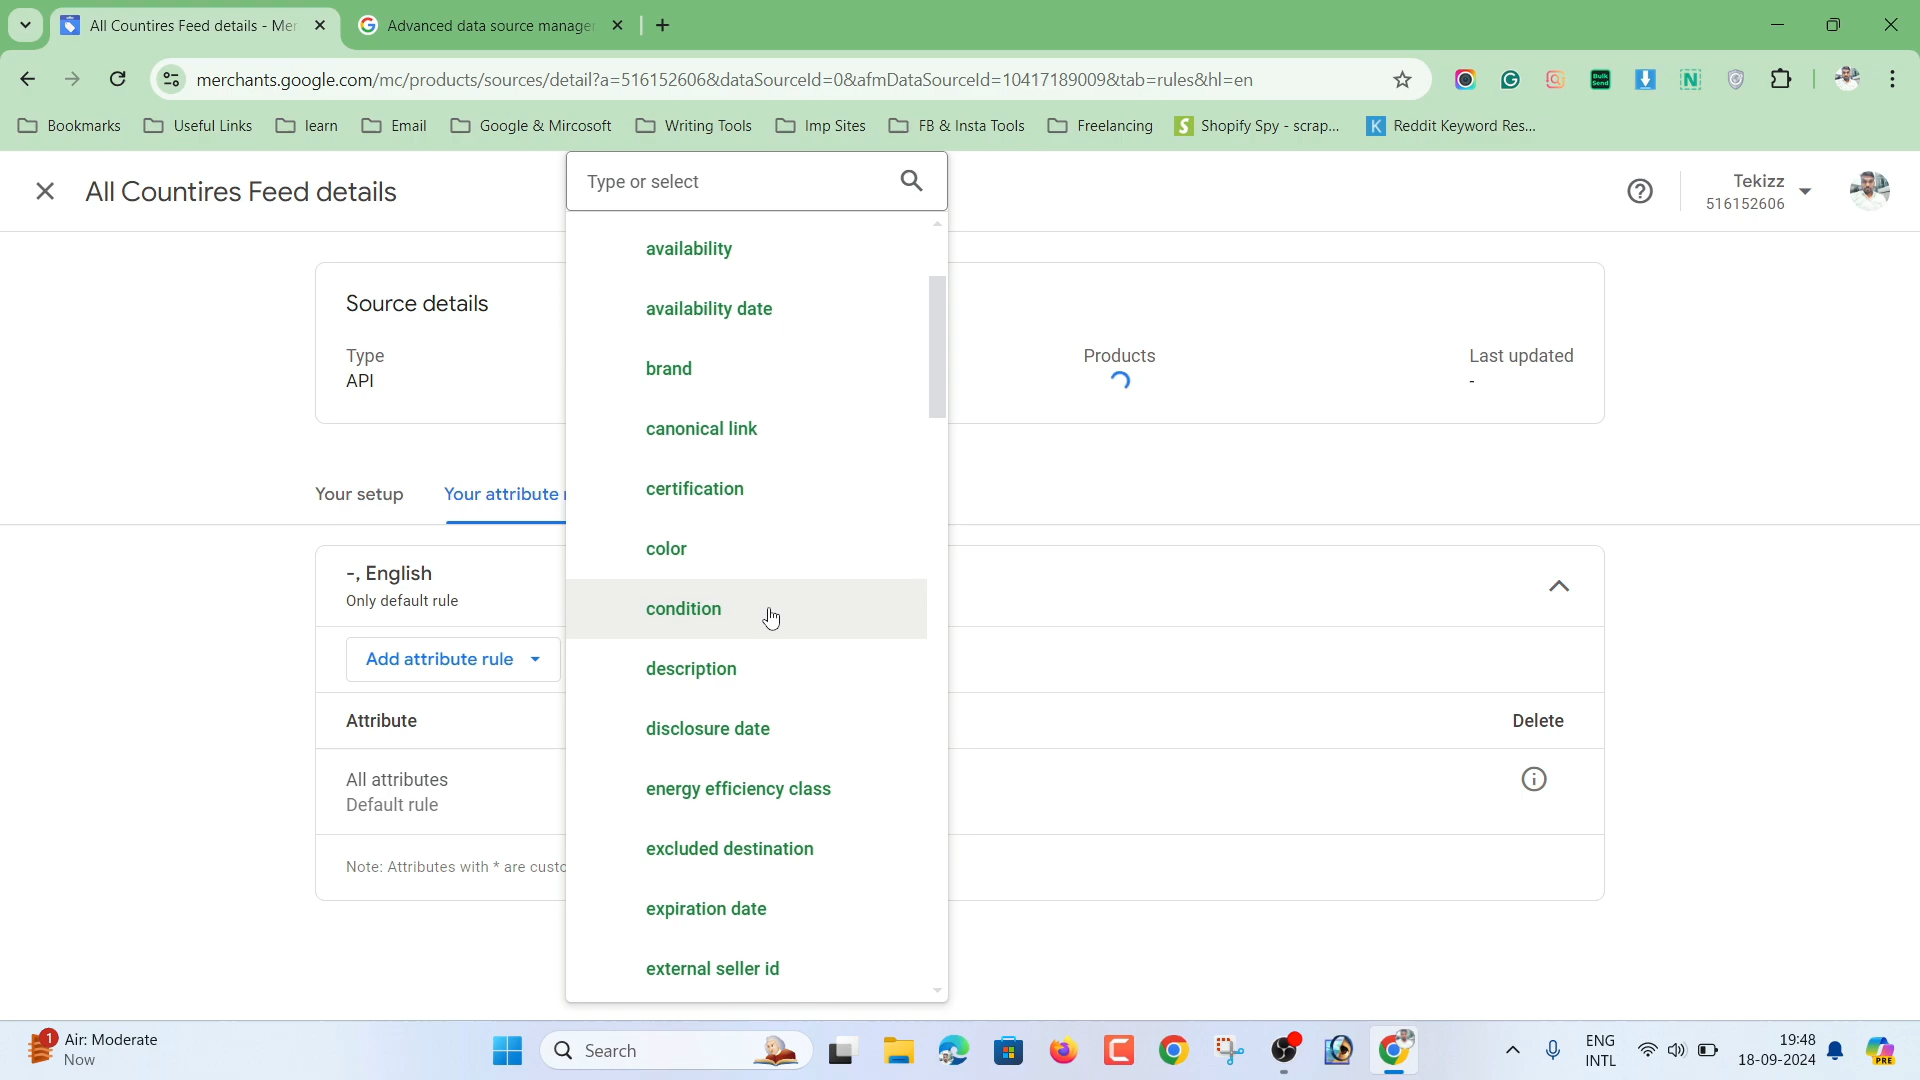 All Countires Feed details - Mer
Advanced data source manager
merchants.google.com/mc/products/sources/detail?a=516152606&dataSourceId=0&afmDataSourceId=10417189009&tab=rules&hl=en
Bookmarks
Useful Links
learn
Email
Google & Mircosoft
Writing Tools
Imp Sites
FB & Insta Tools
Freelancing
Shopify Spy - scrap...
Reddit Keyword Res...
All Countires Feed details
Type or select
Tekizz
516152606
availability
availability date
brand
canonical link
certification
color
condition
description
disclosure date
energy efficiency class
excluded destination
expiration date
external seller id
Source details
Type
API
Products
Last updated
-
Your setup
Your attribute r
-, English
Only default rule
Add attribute rule
Attribute
Delete
All attributes
Default rule
Note: Attributes with * are custo
1
Air: Moderate
Now
Search
ENG
INTL
19:48
18-09-2024
PRE